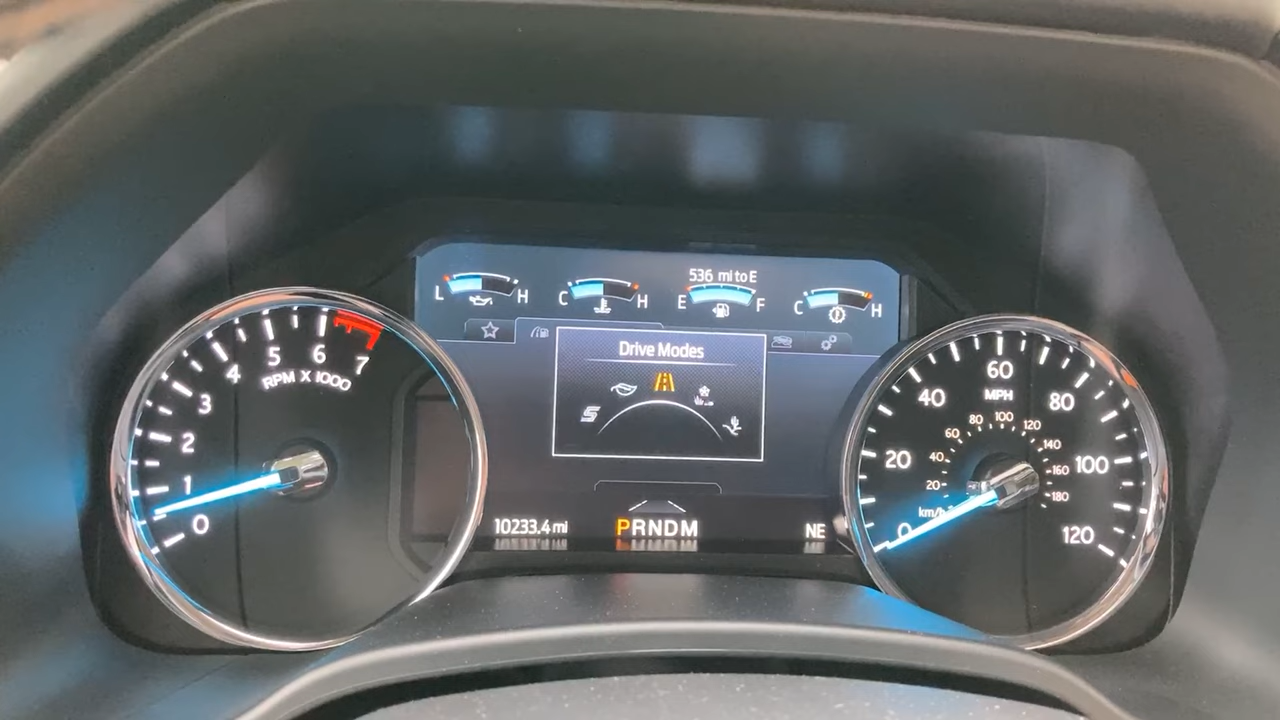 536 mi to E
L H
C H
E F
C H
Drive Modes
S
7
6
5
4
3
2
1
0
RPM X 1000
0
20
40
60
80
100
120
MPH
20
40
60
80
100
120
140
160
180
km/h
10233.4 mi
PRNDM
NE